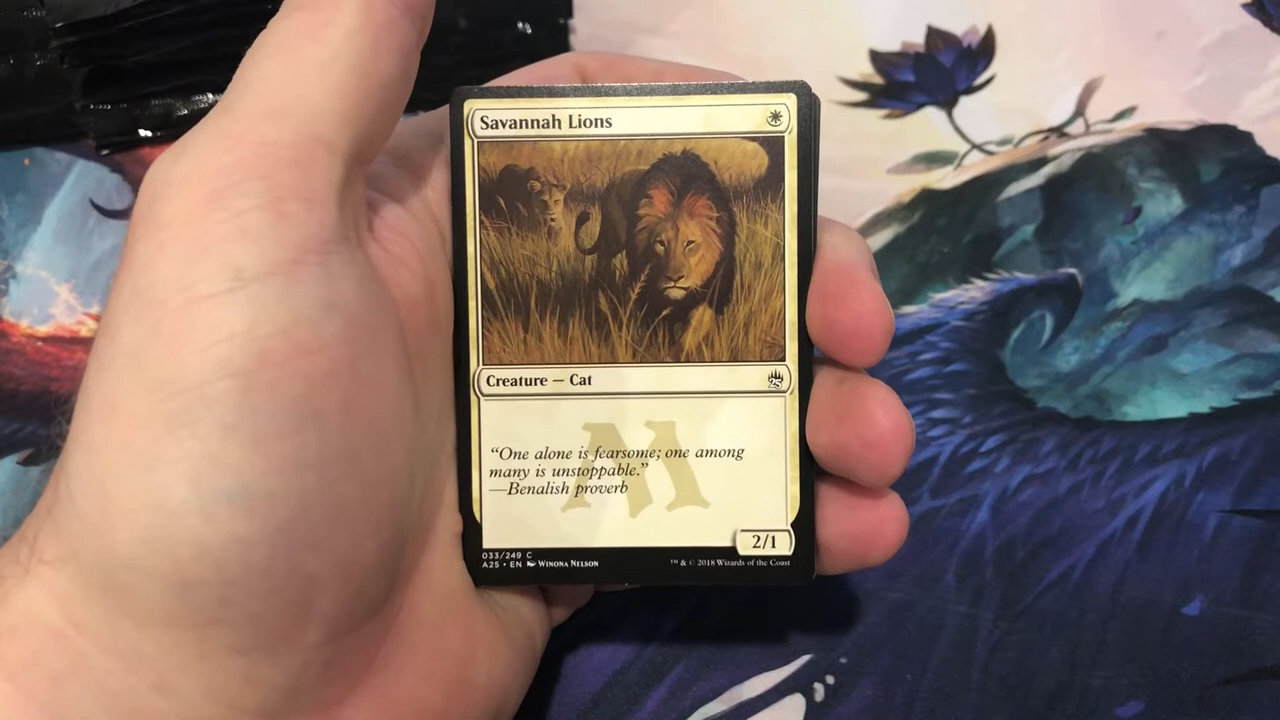 Savannah Lions
Creature — Cat
25
“One alone is fearsome; one among
many is unstoppable.”
—Benalish proverb
2/1
033/249 C
A25 • EN Winona Nelson
™ & © 2018 Wizards of the Coast